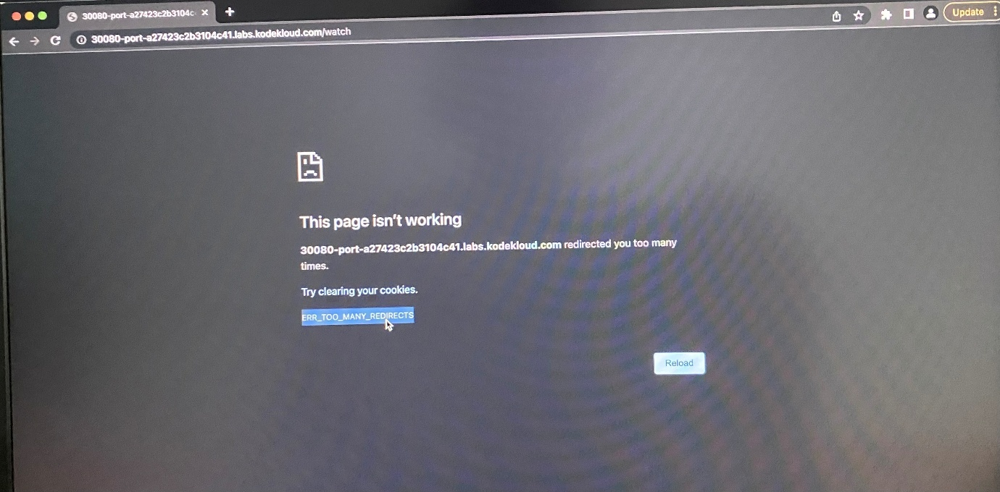 30080-port-a27423c2b3104c
Update
30080-port-a27423c2b3104c41.labs.kodekloud.com/watch
This page isn't working
30080-port-a27423c2b3104c41.labs.kodekloud.com redirected you too many
times.
Try clearing your cookies.
ERR_TOO_MANY_REDIRECTS
Reload